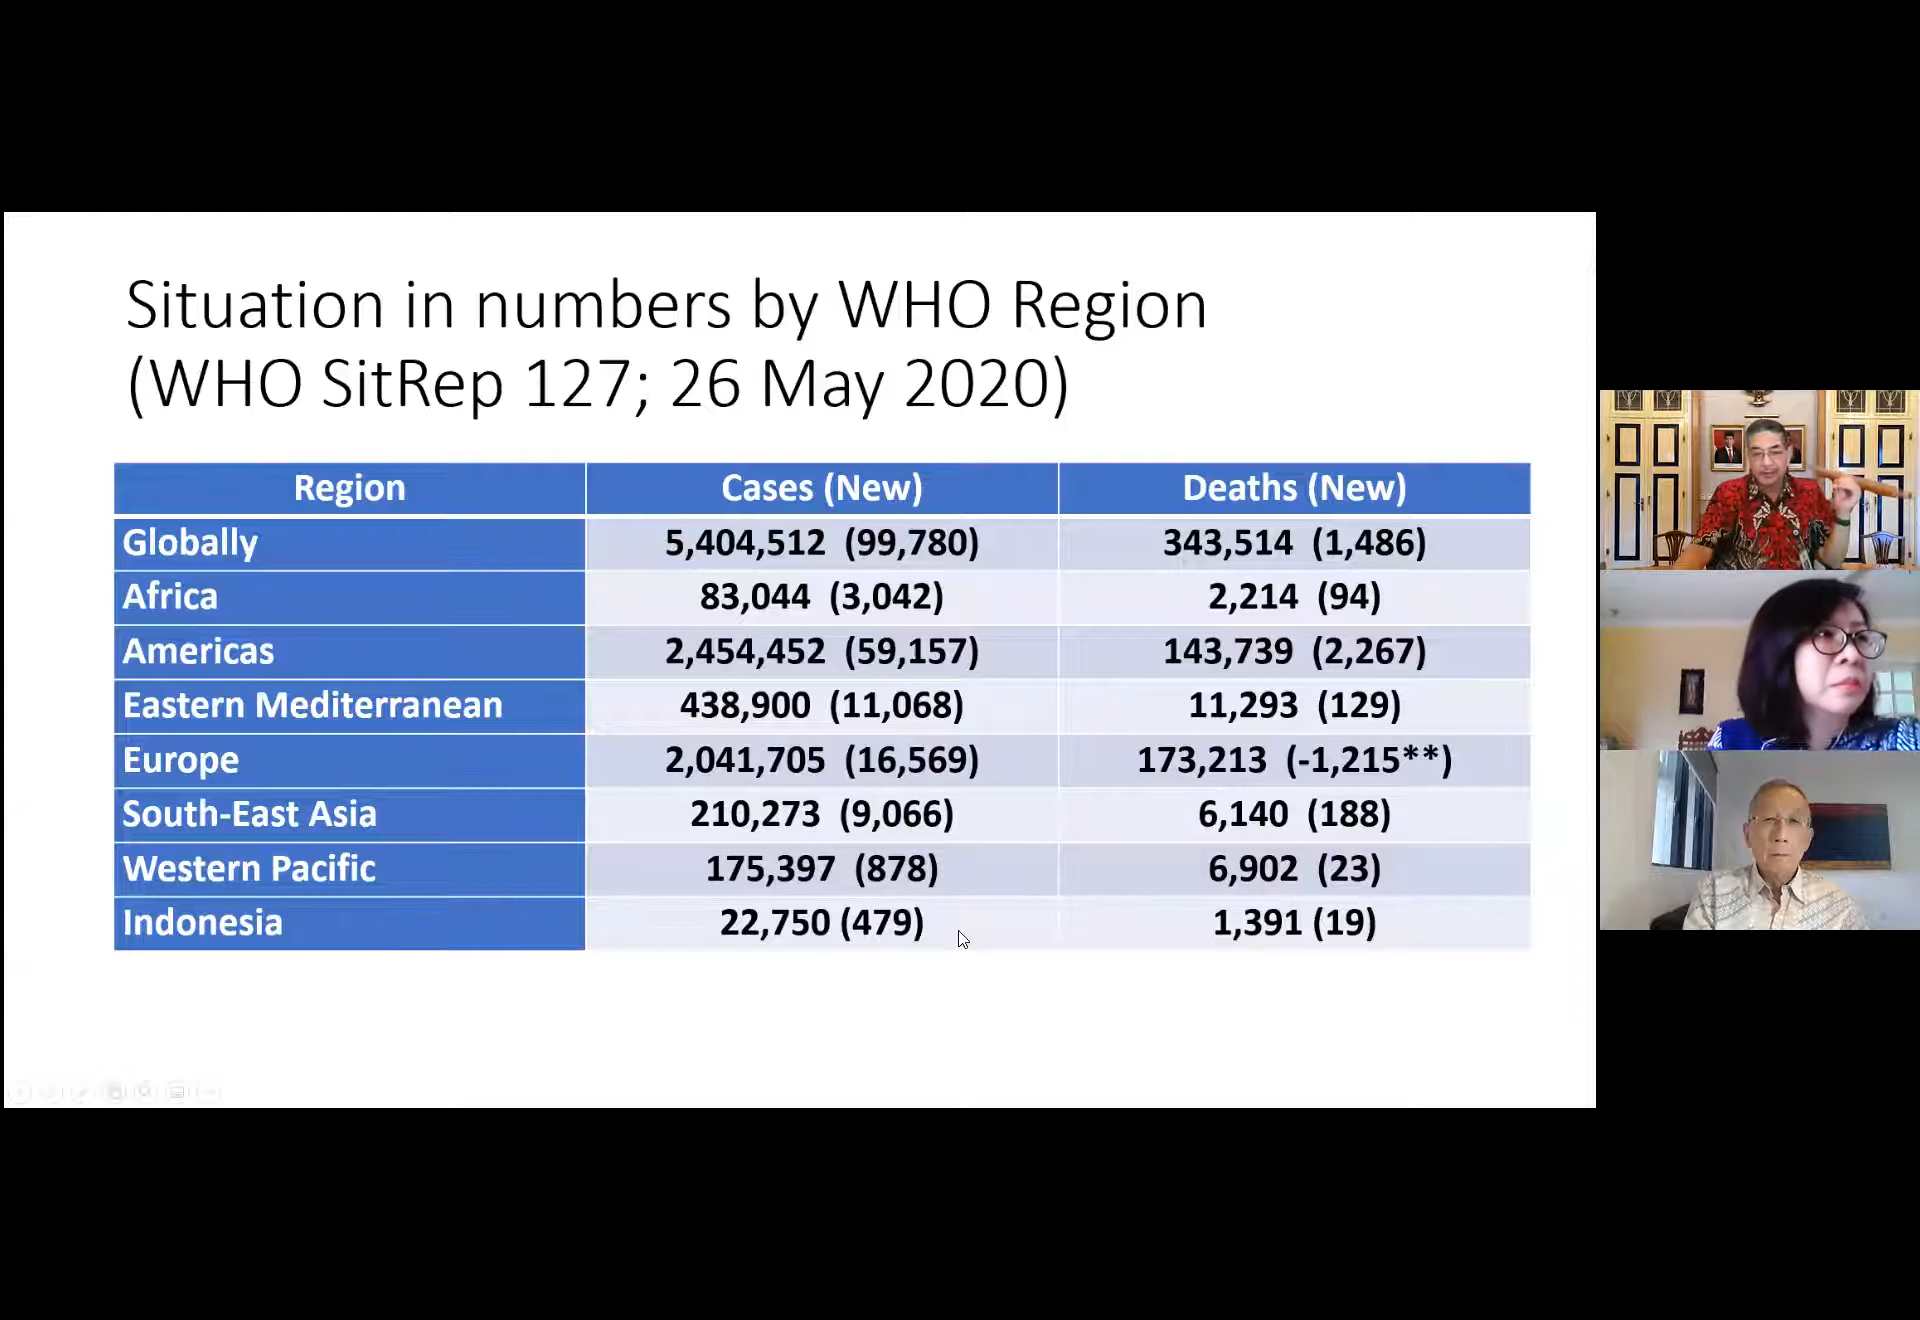 Situation in numbers by WHO Region
(WHO SitRep 127; 26 May 2020)
Region Cases (New) Deaths (New)
Globally 5,404,512 (99,780) 343,514 (1,486)
Africa 83,044 (3,042) 2,214 (94)
Americas 2,454,452 (59,157) 143,739 (2,267)
Eastern Mediterranean 438,900 (11,068) 11,293 (129)
Europe 2,041,705 (16,569) 173,213 (-1,215**)
South-East Asia 210,273 (9,066) 6,140 (188)
Western Pacific 175,397 (878) 6,902 (23)
Indonesia 22,750 (479) 1,391 (19)